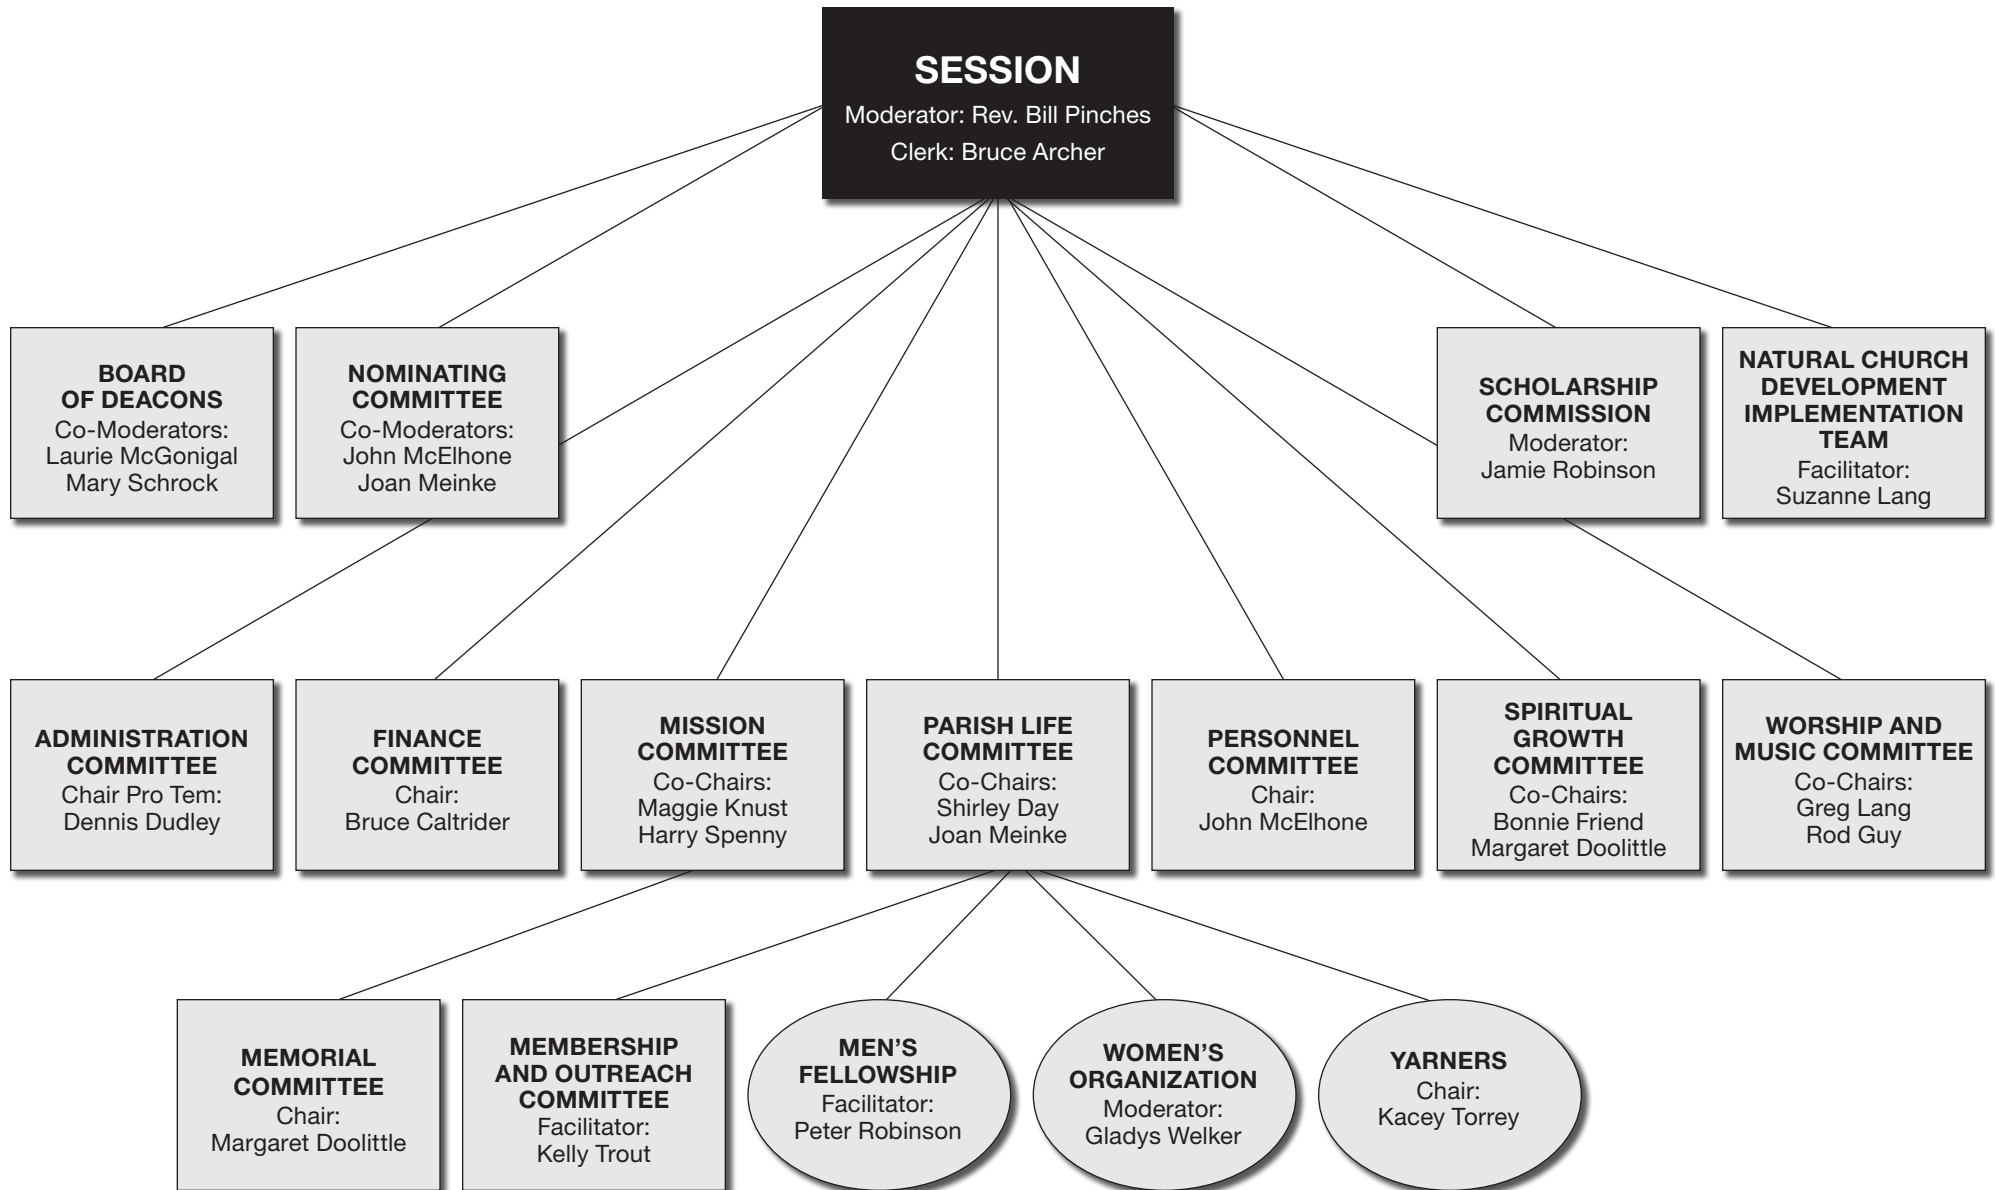 SESSION
Moderator: Rev. Bill Pinches
Clerk: Bruce Archer
BOARD
OF DEACONS
Co-Moderators:
Laurie McGonigal
Mary Schrock
NOMINATING
COMMITTEE
Co-Moderators:
John McElhone
Joan Meinke
SCHOLARSHIP
COMMISSION
Moderator:
Jamie Robinson
NATURAL CHURCH
DEVELOPMENT
IMPLEMENTATION
TEAM
Facilitator:
Suzanne Lang
ADMINISTRATION
COMMITTEE
Chair Pro Tem:
Dennis Dudley
FINANCE
COMMITTEE
Chair:
Bruce Caltrider
MISSION
COMMITTEE
Co-Chairs:
Maggie Knust
Harry Spenny
PARISH LIFE
COMMITTEE
Co-Chairs:
Shirley Day
Joan Meinke
PERSONNEL
COMMITTEE
Chair:
John McElhone
SPIRITUAL
GROWTH
COMMITTEE
Co-Chairs:
Bonnie Friend
Margaret Doolittle
WORSHIP AND
MUSIC COMMITTEE
Co-Chairs:
Greg Lang
Rod Guy
MEMORIAL
COMMITTEE
Chair:
Margaret Doolittle
MEMBERSHIP
AND OUTREACH
COMMITTEE
Facilitator:
Kelly Trout
MEN’S
FELLOWSHIP
Facilitator:
Peter Robinson
WOMEN’S
ORGANIZATION
Moderator:
Gladys Welker
YARNERS
Chair:
Kacey Torrey